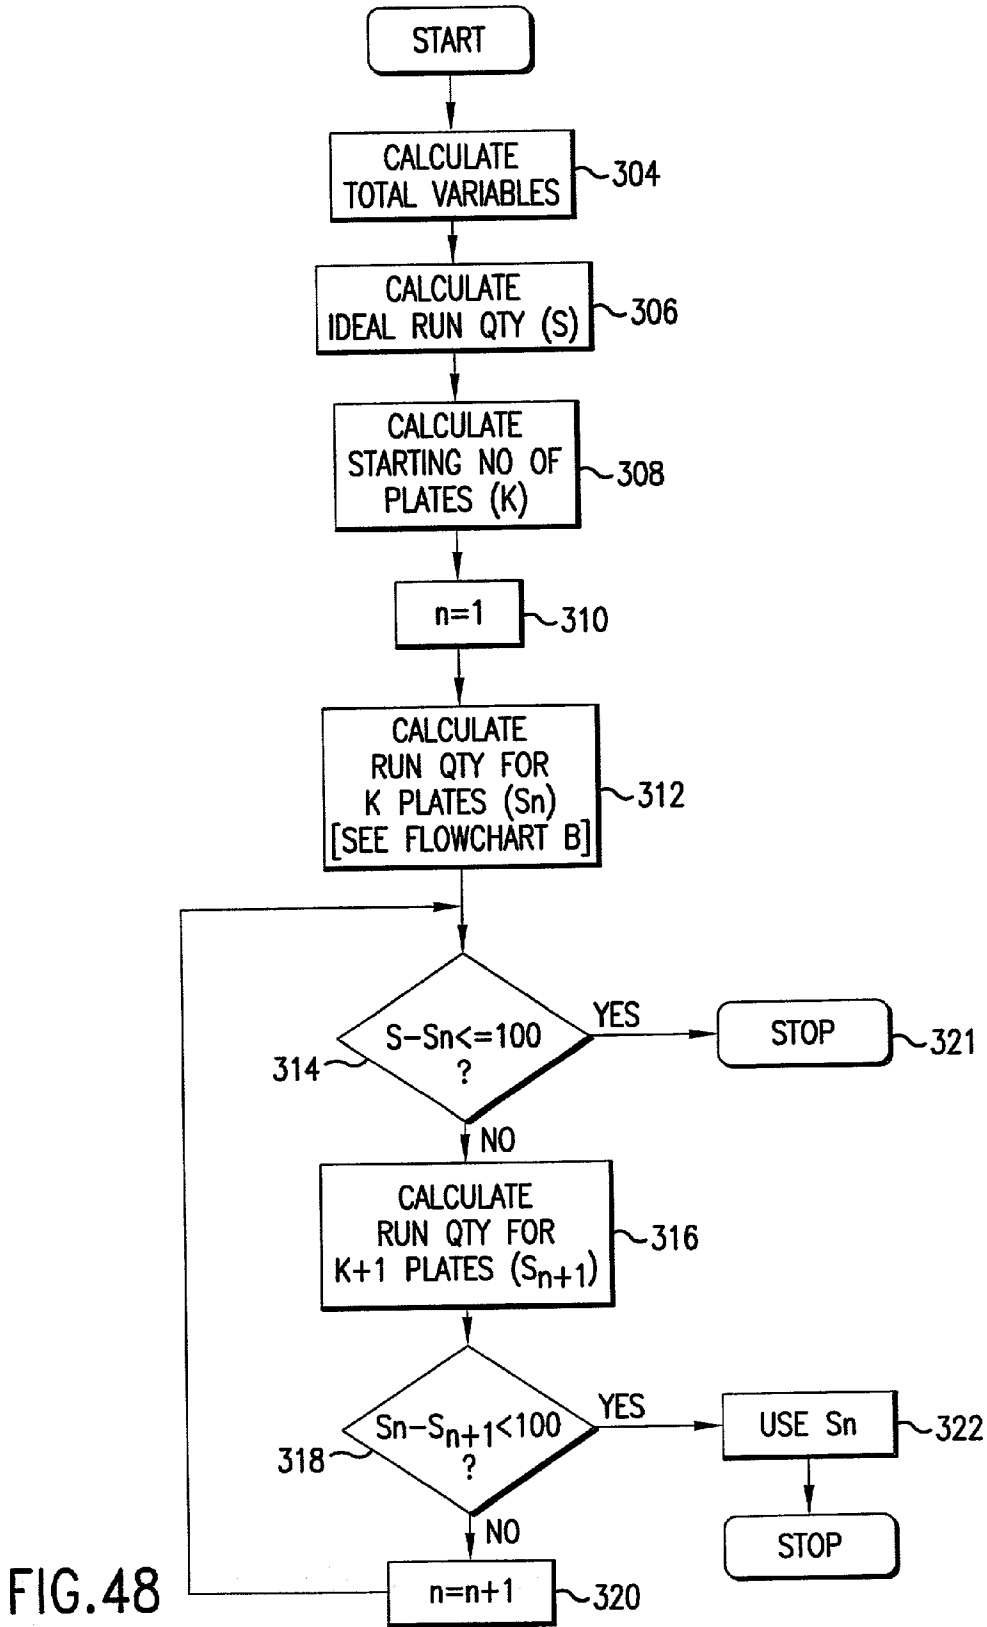 START
CALCULATE
TOTAL VARIABLES
304
CALCULATE
IDEAL RUN QTY (S)
306
CALCULATE
STARTING NO OF
PLATES (K)
308
n=1
310
CALCULATE
RUN QTY FOR
K PLATES (Sn)
[SEE FLOWCHART B]
312
S-Sn<=100
?
314
YES
STOP
321
NO
CALCULATE
RUN QTY FOR
K+1 PLATES (Sn+1)
316
Sn-Sn+1<100
?
318
YES
USE Sn
322
STOP
NO
n=n+1
320
FIG.48